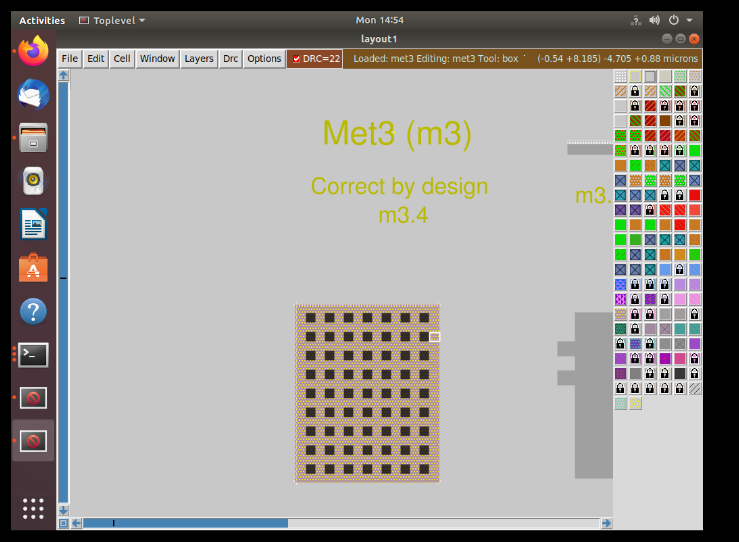 Activities Toplevel Mon 14:54
layout1
File Edit Cell Window Layers Drc Options DRC=22 Loaded: met3 Editing: met3 Tool: box (-0.54 +8.185) -4.705 +0.88 microns
Met3 (m3)
Correct by design
m3.4
m3.